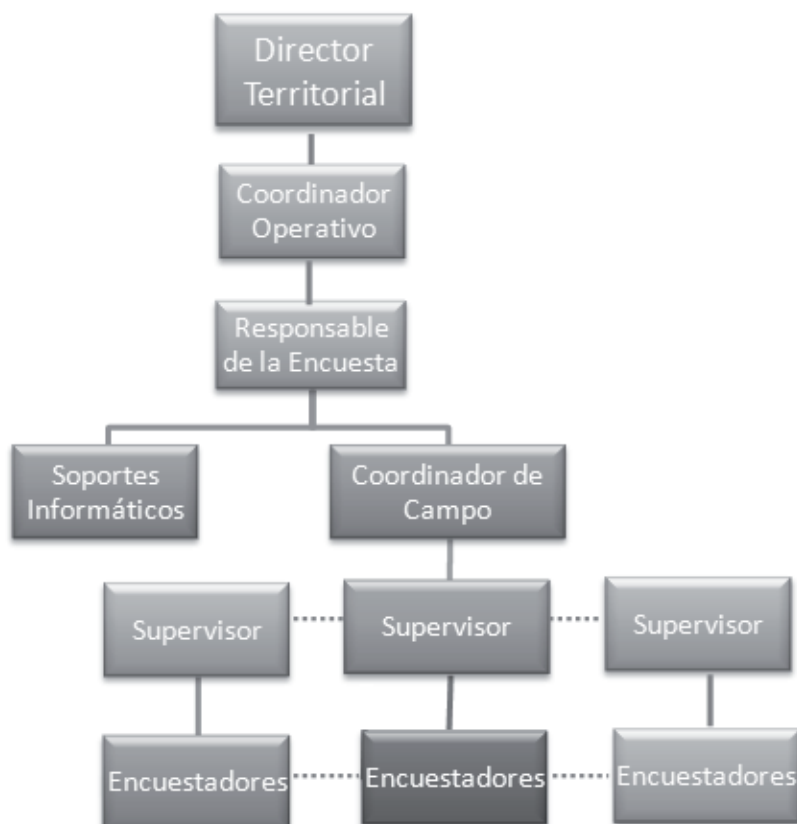 Director
Territorial
Coordinador
Operativo
Responsable
de la Encuesta
Soportes
Informáticos
Coordinador de
Campo
Supervisor
Supervisor
Supervisor
Encuestadores
Encuestadores
Encuestadores